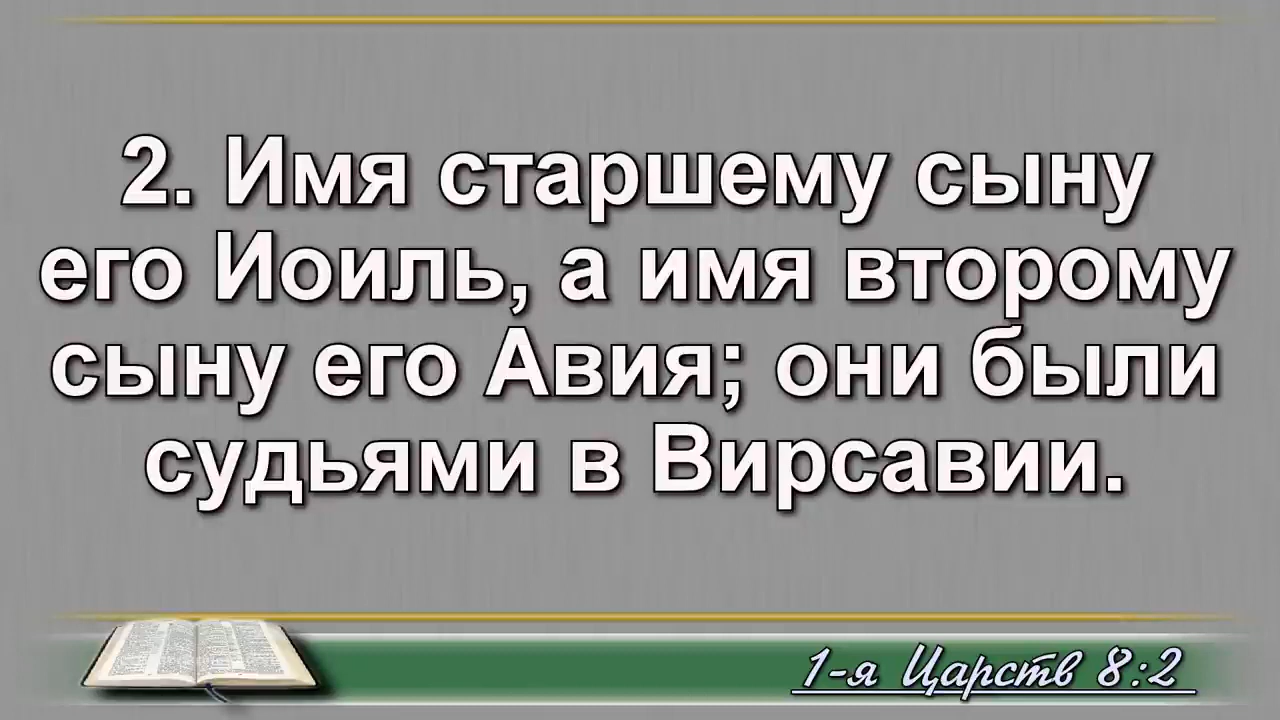 2. Имя старшему сыну
его Иоиль, а имя второму
сыну его Авия; они были
судьями в Вирсавии.
1-я Царств 8:2